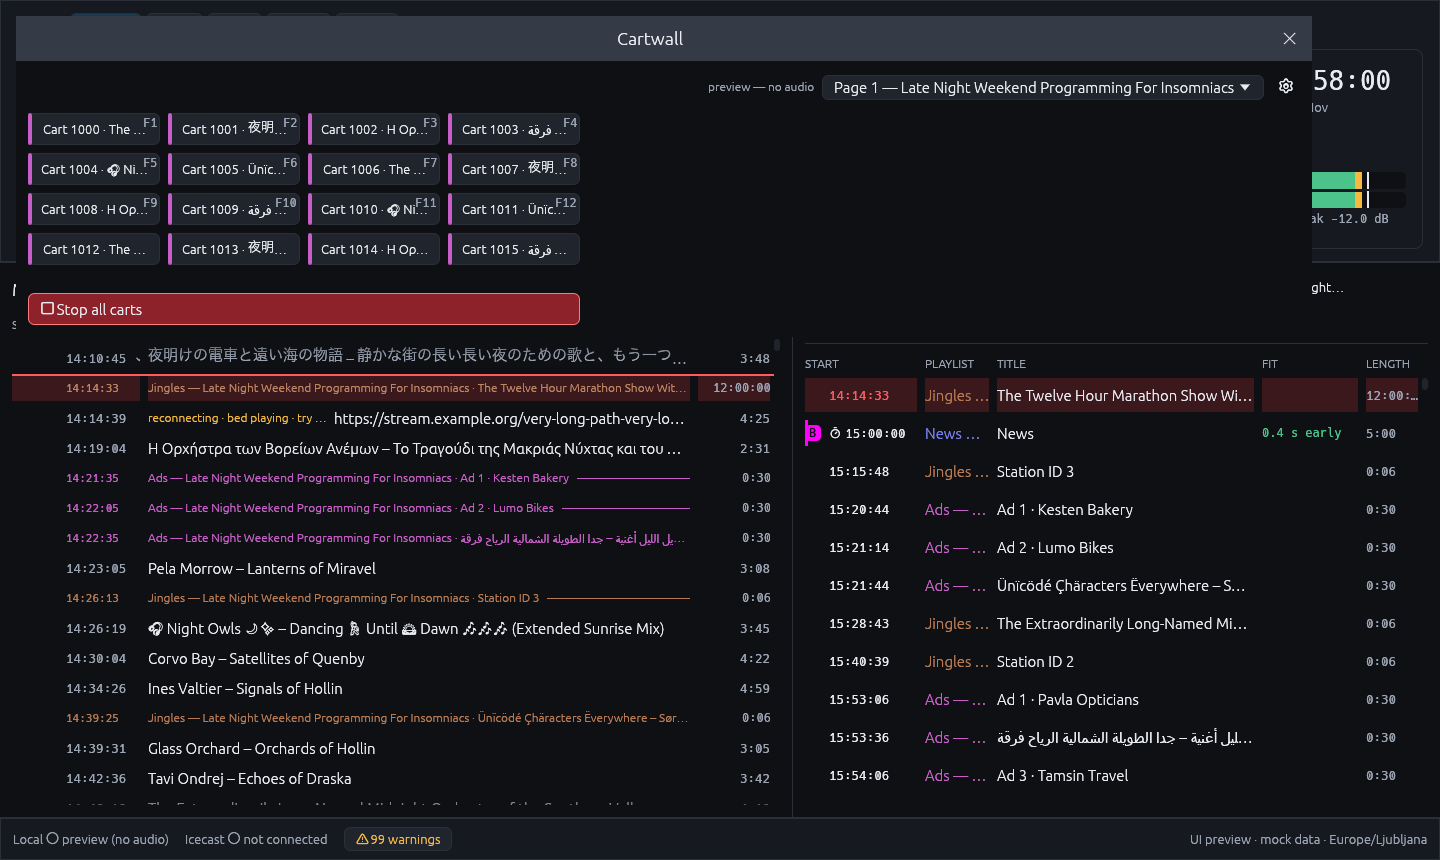 Cartwall
58:00
preview — no audio
Page 1 — Late Night Weekend Programming For Insomniacs
Cart 1000 · The … F1
Cart 1001 · 夜明… F2
Cart 1002 · H Op… F3
Cart 1003 · فرقة … F4
Cart 1004 · 🎧 Ni… F5
Cart 1005 · Ünïc… F6
Cart 1006 · The … F7
Cart 1007 · 夜明… F8
Cart 1008 · H Op… F9
Cart 1009 · فرقة … F10
Cart 1010 · 🎧 Ni… F11
Cart 1011 · Ünïc… F12
Cart 1012 · The …
Cart 1013 · 夜明…
Cart 1014 · H Op…
Cart 1015 · فرقة …
-12.0 dB
ght…
Stop all carts
14:10:45 夜明けの電車と遠い海の物語 – 静かな街の長い長い夜のための歌と、もう一つ… 3:48
14:14:33 Jingles — Late Night Weekend Programming For Insomniacs · The Twelve Hour Marathon Show Wit… 12:00:00
14:14:39 reconnecting · bed playing · try … https://stream.example.org/very-long-path-very-lo… 4:25
14:19:04 Η Ορχήστρα των Βορείων Ανέμων – Το Τραγούδι της Μακριάς Νύχτας και του … 2:31
14:21:35 Ads — Late Night Weekend Programming For Insomniacs · Ad 1 · Kesten Bakery 0:30
14:22:05 Ads — Late Night Weekend Programming For Insomniacs · Ad 2 · Lumo Bikes 0:30
14:22:35 Ads — Late Night Weekend Programming For Insomniacs · فرقة الرياح الشمالية الطويلة جدا – أغنية الليل …يل 0:30
14:23:05 Pela Morrow – Lanterns of Miravel 3:08
14:26:13 Jingles — Late Night Weekend Programming For Insomniacs · Station ID 3 0:06
14:26:19 🎧 Night Owls 🌙✨ – Dancing 💃 Until 🌅 Dawn 🎶🎶🎶 (Extended Sunrise Mix) 3:45
14:30:04 Corvo Bay – Satellites of Quenby 4:22
14:34:26 Ines Valtier – Signals of Hollin 4:59
14:39:25 Jingles — Late Night Weekend Programming For Insomniacs · Ünïcödé Çhäracters Ëverywhere – Sør… 0:06
14:39:31 Glass Orchard – Orchards of Hollin 3:05
14:42:36 Tavi Ondrej – Echoes of Draska 3:42
START PLAYLIST TITLE FIT LENGTH
14:14:33 Jingles … The Twelve Hour Marathon Show Wi… 12:00:…
B 15:00:00 News … News 0.4 s early 5:00
15:15:48 Jingles … Station ID 3 0:06
15:20:44 Ads — … Ad 1 · Kesten Bakery 0:30
15:21:14 Ads — … Ad 2 · Lumo Bikes 0:30
15:21:44 Ads — … Ünïcödé Çhäracters Ëverywhere – S… 0:30
15:28:43 Jingles … The Extraordinarily Long-Named Mi… 0:06
15:40:39 Jingles … Station ID 2 0:06
15:53:06 Ads — … Ad 1 · Pavla Opticians 0:30
15:53:36 Ads — … فرقة الرياح الشمالية الطويلة جدا – أغنية الليل… 0:30
15:54:06 Ads — … Ad 3 · Tamsin Travel 0:30
Local preview (no audio) Icecast not connected 99 warnings
UI preview · mock data · Europe/Ljubljana